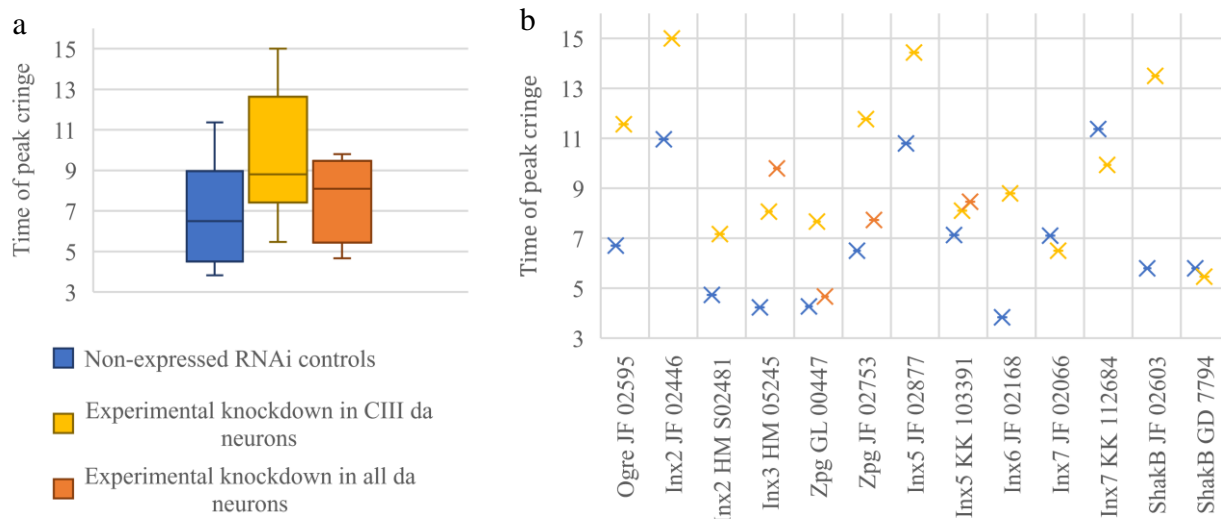 a
Time of peak cringe
15
13
11
9
7
5
3
Non-expressed RNAi controls
Experimental knockdown in CIII da
neurons
Experimental knockdown in all da
neurons
b
Time of peak cringe
15
13
11
9
7
5
3
Ogre JF 02595
Inx2 JF 02446
Inx2 HM S02481
Inx3 HM 05245
Zpg GL 00447
Zpg JF 02753
Inx5 JF 02877
Inx5 KK 103391
Inx6 JF 02168
Inx7 JF 02066
Inx7 KK 112684
ShakB JF 02603
ShakB GD 7794